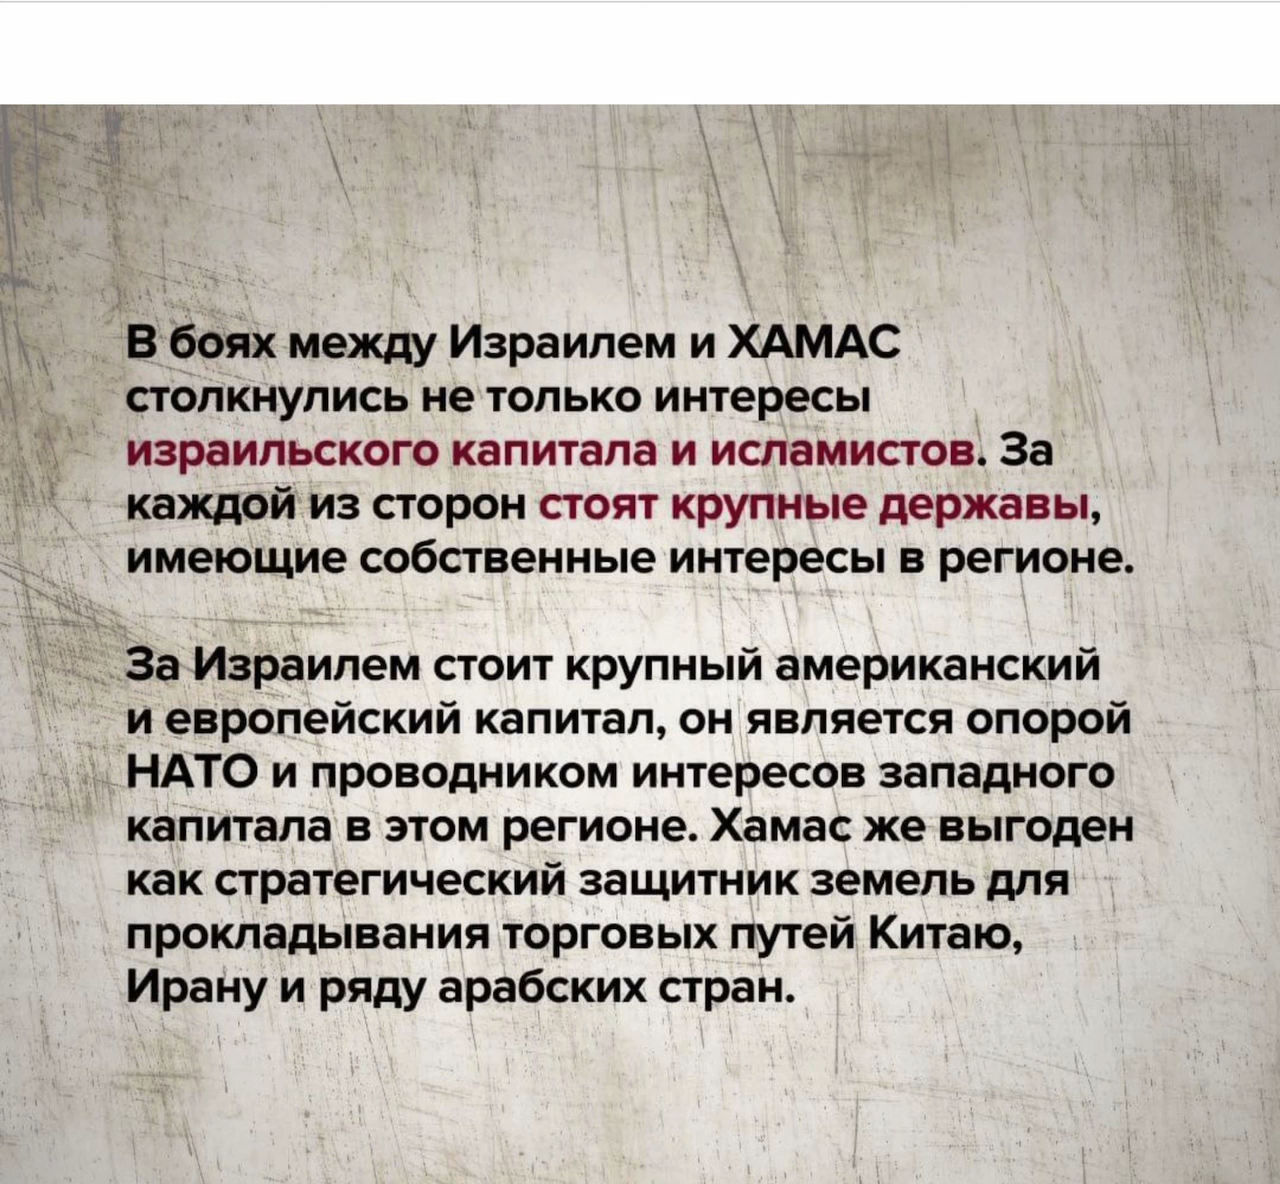 В боях между Израилем и ХАМАС
столкнулись не только интересы
израильского капитала и исламистов. За
каждой из сторон стоят крупные державы,
имеющие собственные интересы в регионе.
За Израилем стоит крупный американский
и европейский капитал, он является опорой
НАТО и проводником интересов западного
капитала в этом регионе. Хамас же выгоден
как стратегический защитник земель для
прокладывания торговых путей Китаю,
Ирану и ряду арабских стран.